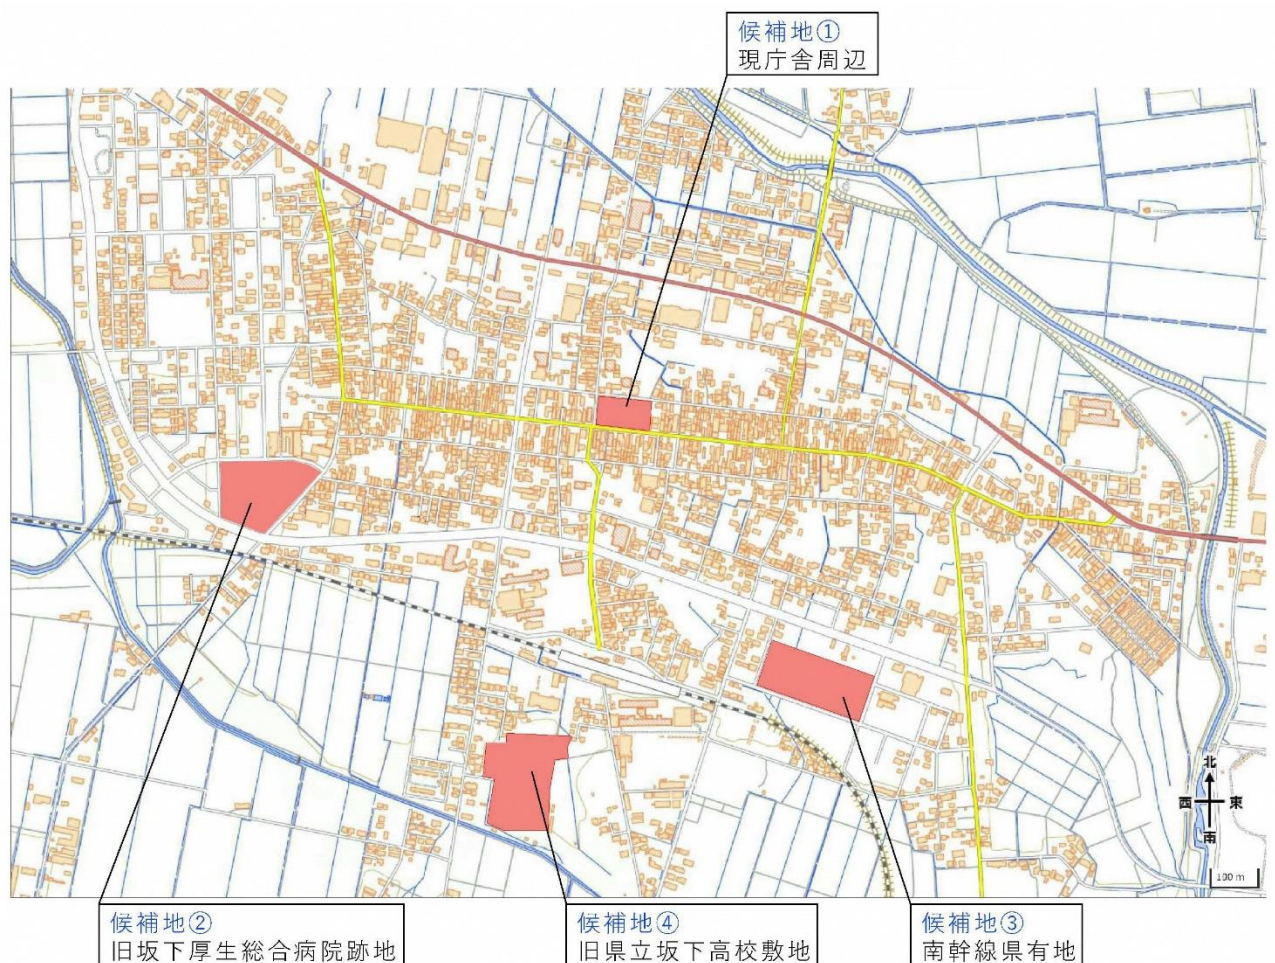 候補地①
現庁舎周辺
北
西 東
南
100 m
候補地②
旧坂下厚生総合病院跡地
候補地④
旧県立坂下高校敷地
候補地③
南幹線県有地